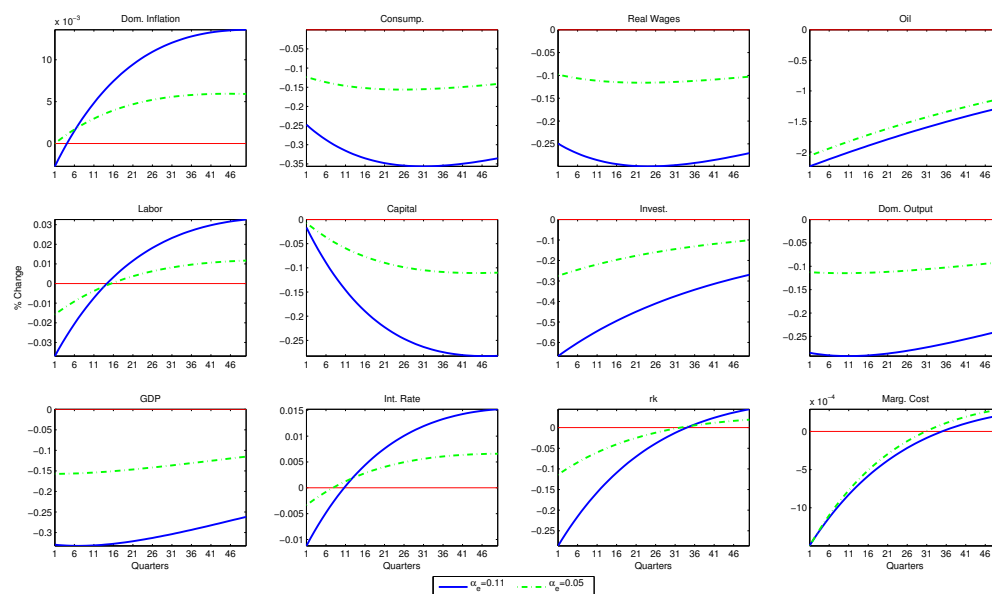 Dom. Inflation
x 10⁻³
10
5
0
1 6 11 16 21 26 31 36 41 46
Consump.
−0.05
−0.1
−0.15
−0.2
−0.25
−0.3
−0.35
1 6 11 16 21 26 31 36 41 46
Real Wages
0
−0.05
−0.1
−0.15
−0.2
−0.25
1 6 11 16 21 26 31 36 41 46
Oil
0
−0.5
−1
−1.5
−2
1 6 11 16 21 26 31 36 41 46
Labor
% Change
0.03
0.02
0.01
0
−0.01
−0.02
−0.03
1 6 11 16 21 26 31 36 41 46
Capital
0
−0.05
−0.1
−0.15
−0.2
−0.25
1 6 11 16 21 26 31 36 41 46
Invest.
0
−0.1
−0.2
−0.3
−0.4
−0.5
−0.6
1 6 11 16 21 26 31 36 41 46
Dom. Output
0
−0.05
−0.1
−0.15
−0.2
−0.25
1 6 11 16 21 26 31 36 41 46
GDP
0
−0.05
−0.1
−0.15
−0.2
−0.25
−0.3
1 6 11 16 21 26 31 36 41 46
Quarters
Int. Rate
0.015
0.01
0.005
0
−0.005
−0.01
1 6 11 16 21 26 31 36 41 46
rk
0
−0.05
−0.1
−0.15
−0.2
−0.25
1 6 11 16 21 26 31 36 41 46
Marg. Cost
x 10⁻⁴
0
−5
−10
1 6 11 16 21 26 31 36 41 46
Quarters
αₑ=0.11 αₑ=0.05